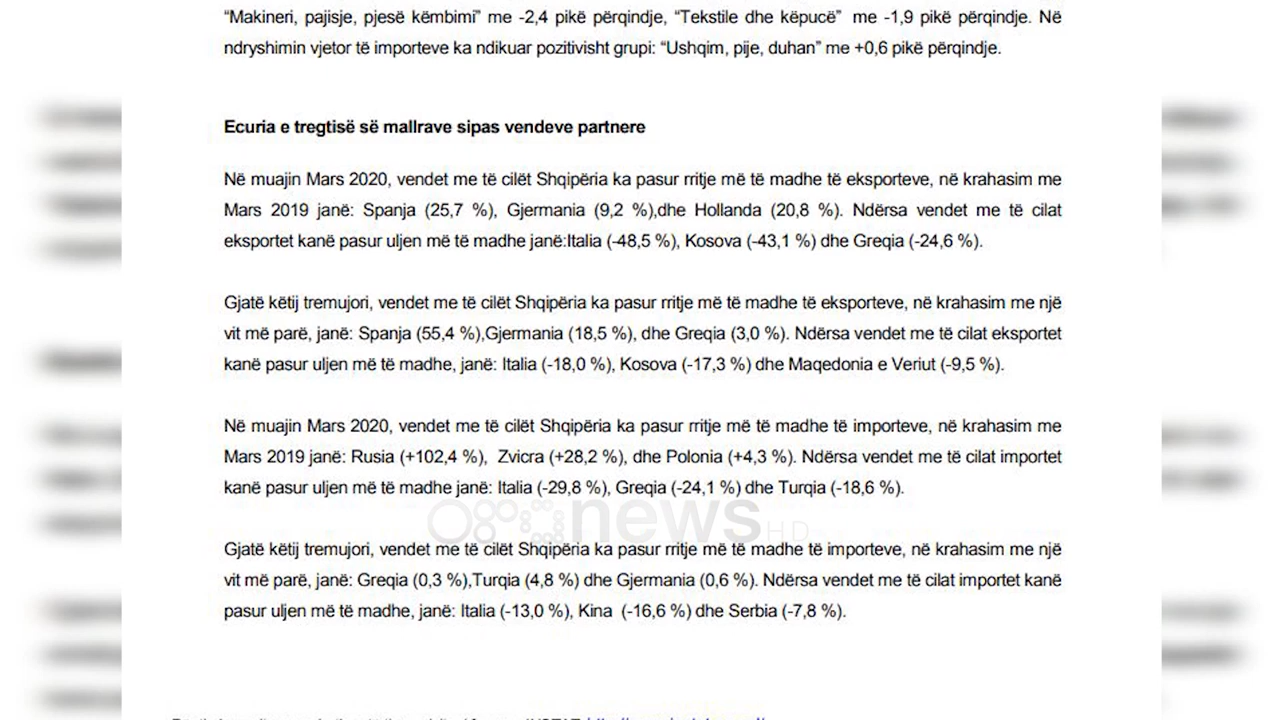 “Makineri, pajisje, pjesë këmbimi” me -2,4 pikë përqindje, “Tekstile dhe këpucë” me -1,9 pikë përqindje. Në
ndryshimin vjetor të importeve ka ndikuar pozitivisht grupi: “Ushqim, pije, duhan” me +0,6 pikë përqindje.
Ecuria e tregtisë së mallrave sipas vendeve partnere
Në muajin Mars 2020, vendet me të cilët Shqipëria ka pasur rritje më të madhe të eksporteve, në krahasim me
Mars 2019 janë: Spanja (25,7 %), Gjermania (9,2 %),dhe Hollanda (20,8 %). Ndërsa vendet me të cilat
eksportet kanë pasur uljen më të madhe janë:Italia (-48,5 %), Kosova (-43,1 %) dhe Greqia (-24,6 %).
Gjatë këtij tremujori, vendet me të cilët Shqipëria ka pasur rritje më të madhe të eksporteve, në krahasim me një
vit më parë, janë: Spanja (55,4 %),Gjermania (18,5 %), dhe Greqia (3,0 %). Ndërsa vendet me të cilat eksportet
kanë pasur uljen më të madhe, janë: Italia (-18,0 %), Kosova (-17,3 %) dhe Maqedonia e Veriut (-9,5 %).
Në muajin Mars 2020, vendet me të cilët Shqipëria ka pasur rritje më të madhe të importeve, në krahasim me
Mars 2019 janë: Rusia (+102,4 %), Zvicra (+28,2 %), dhe Polonia (+4,3 %). Ndërsa vendet me të cilat importet
kanë pasur uljen më të madhe janë: Italia (-29,8 %), Greqia (-24,1 %) dhe Turqia (-18,6 %).
news HD
Gjatë këtij tremujori, vendet me të cilët Shqipëria ka pasur rritje më të madhe të importeve, në krahasim me një
vit më parë, janë: Greqia (0,3 %),Turqia (4,8 %) dhe Gjermania (0,6 %). Ndërsa vendet me të cilat importet kanë
pasur uljen më të madhe, janë: Italia (-13,0 %), Kina (-16,6 %) dhe Serbia (-7,8 %).